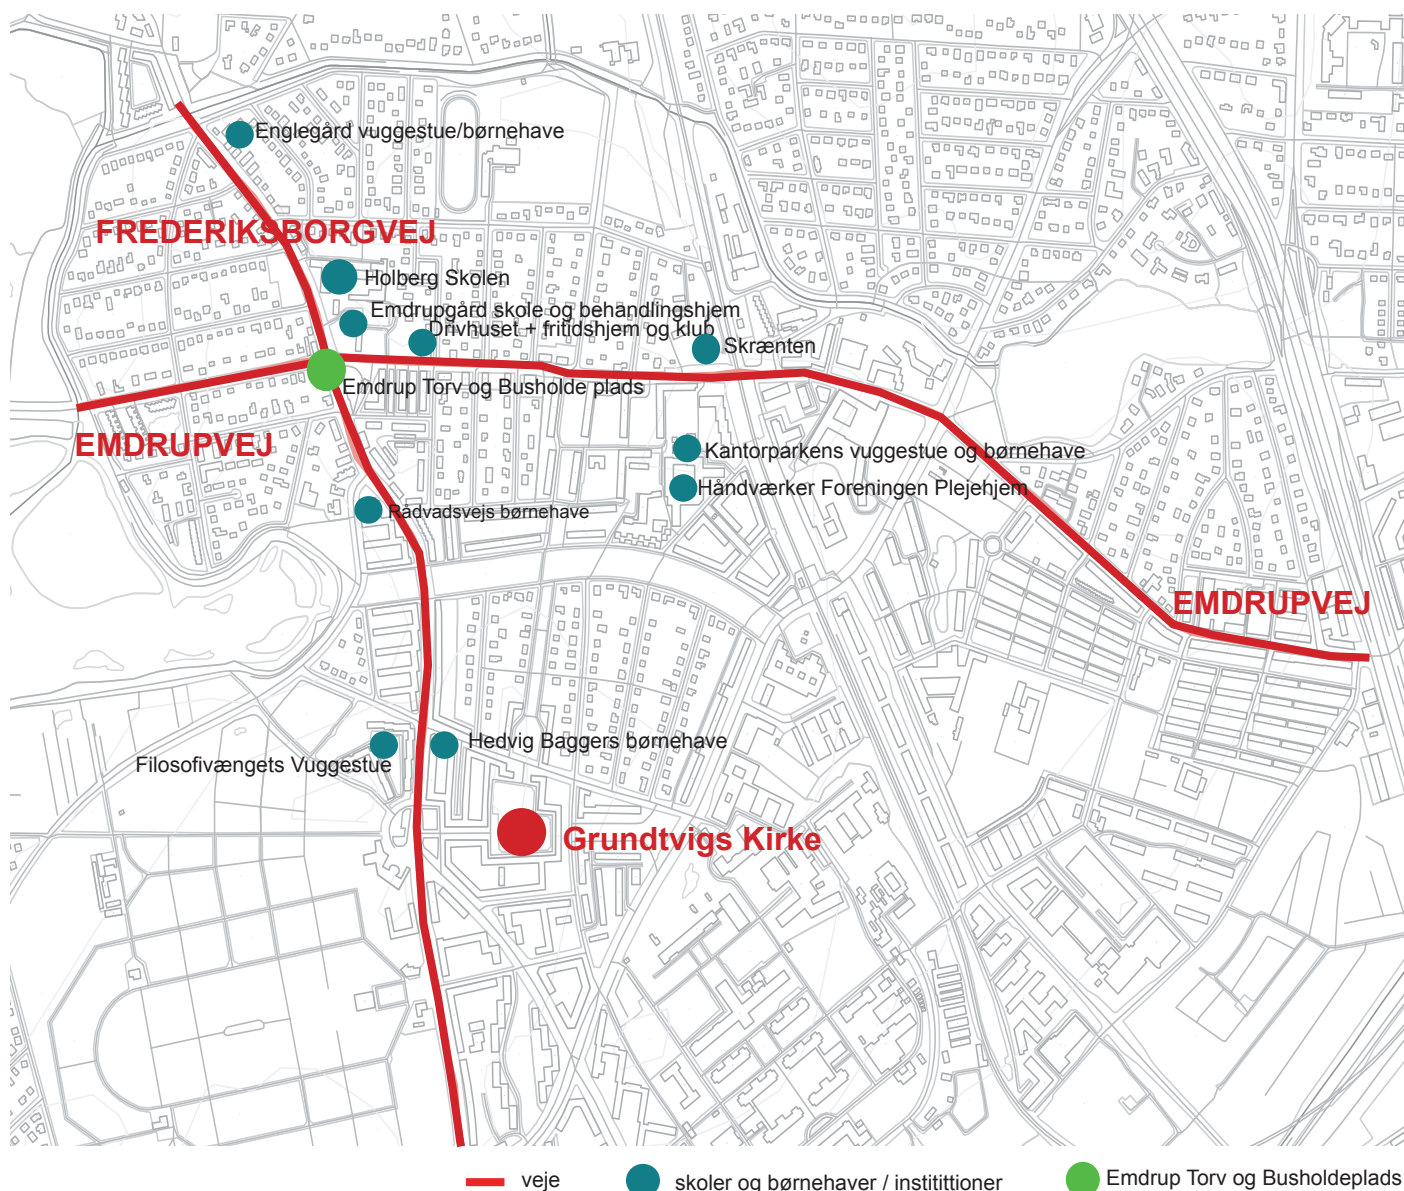 Englegård vuggestue/børnehave
FREDERIKSBORGVEJ
Holberg Skolen
Emdrupgård skole og behandlingshjem
Drivhuset + fritidshjem og klub
Skrænten
Emdrup Torv og Busholde plads
EMDRUPVEJ
Kantorparkens vuggestue og børnehave
Håndværker Foreningen Plejehjem
Rådvadsvejs børnehave
EMDRUPVEJ
Hedvig Baggers børnehave
Filosofivængets Vuggestue
Grundtvigs Kirke
veje
skoler og børnehaver / institittioner
Emdrup Torv og Busholdeplads